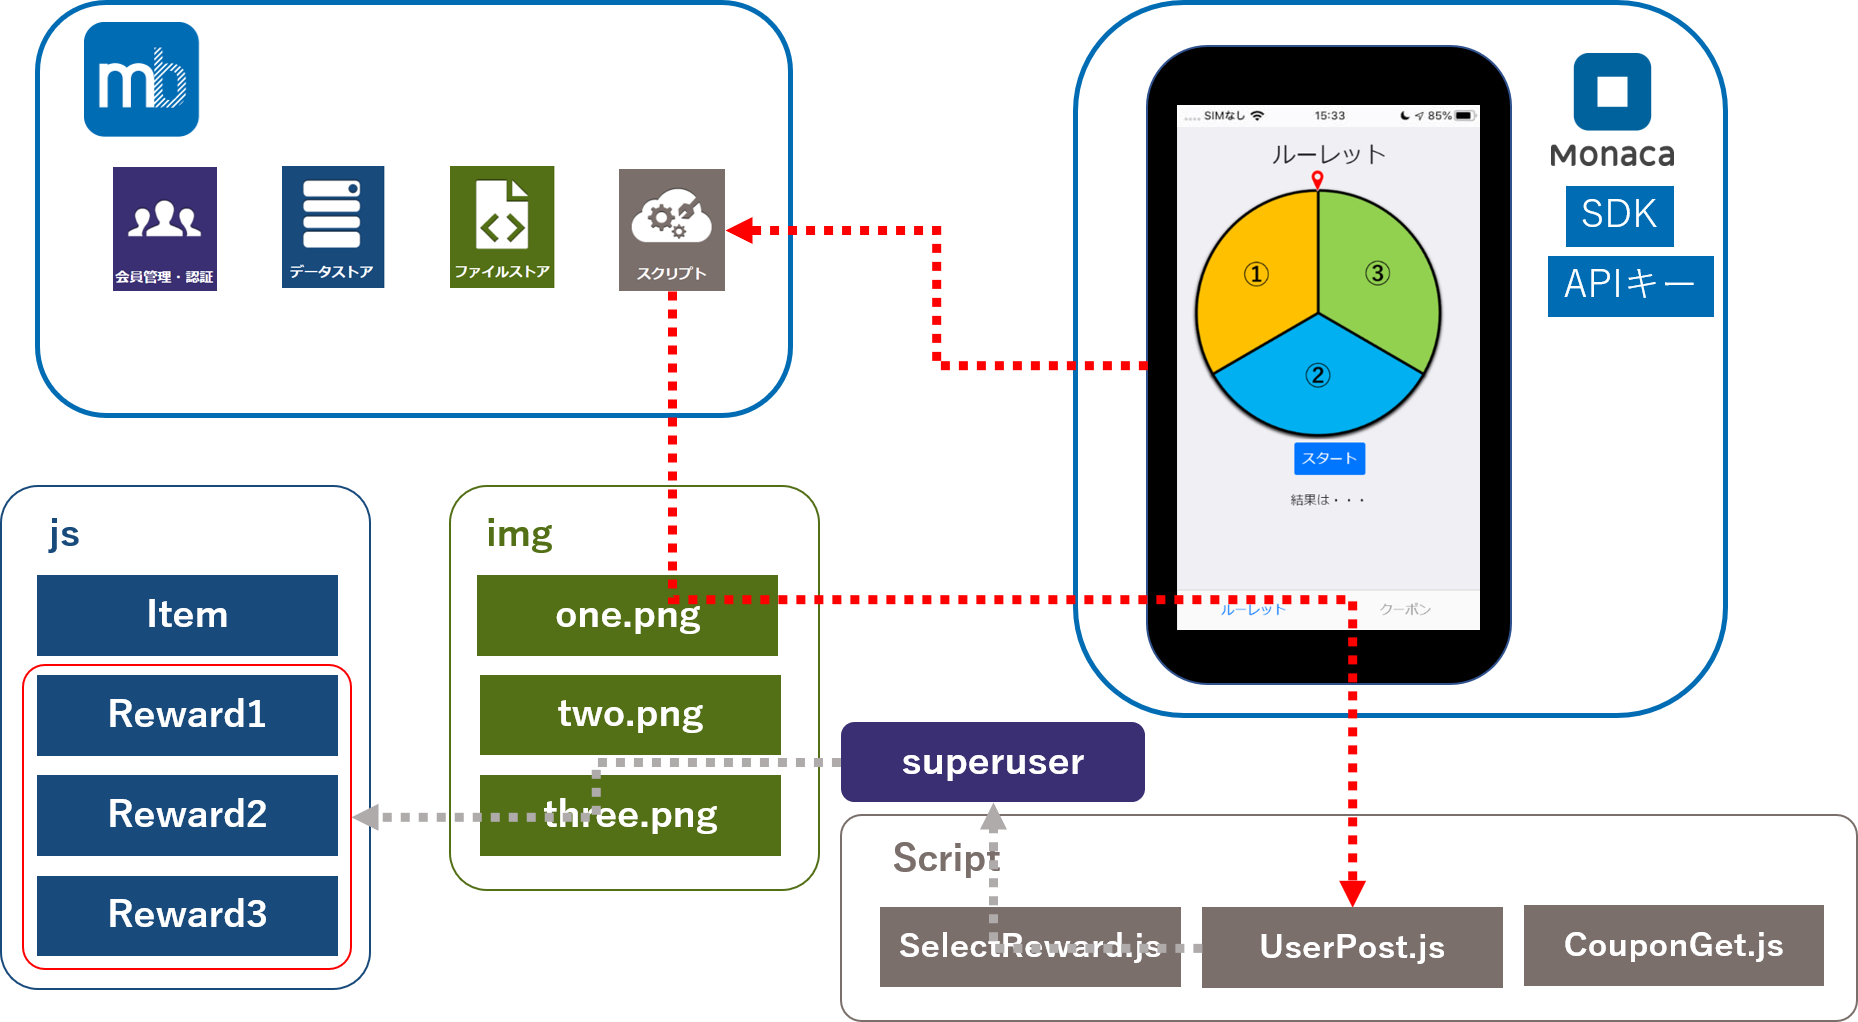 mb
会員管理・認証
データストア
ファイルストア
スクリプト
SIMなし
15:33
85%
ルーレット
①
③
②
スタート
結果は・・・
ルーレット
クーポン
Monaca
SDK
APIキー
js
Item
Reward1
Reward2
Reward3
img
one.png
two.png
three.png
superuser
Script
SelectReward.js
UserPost.js
CouponGet.js